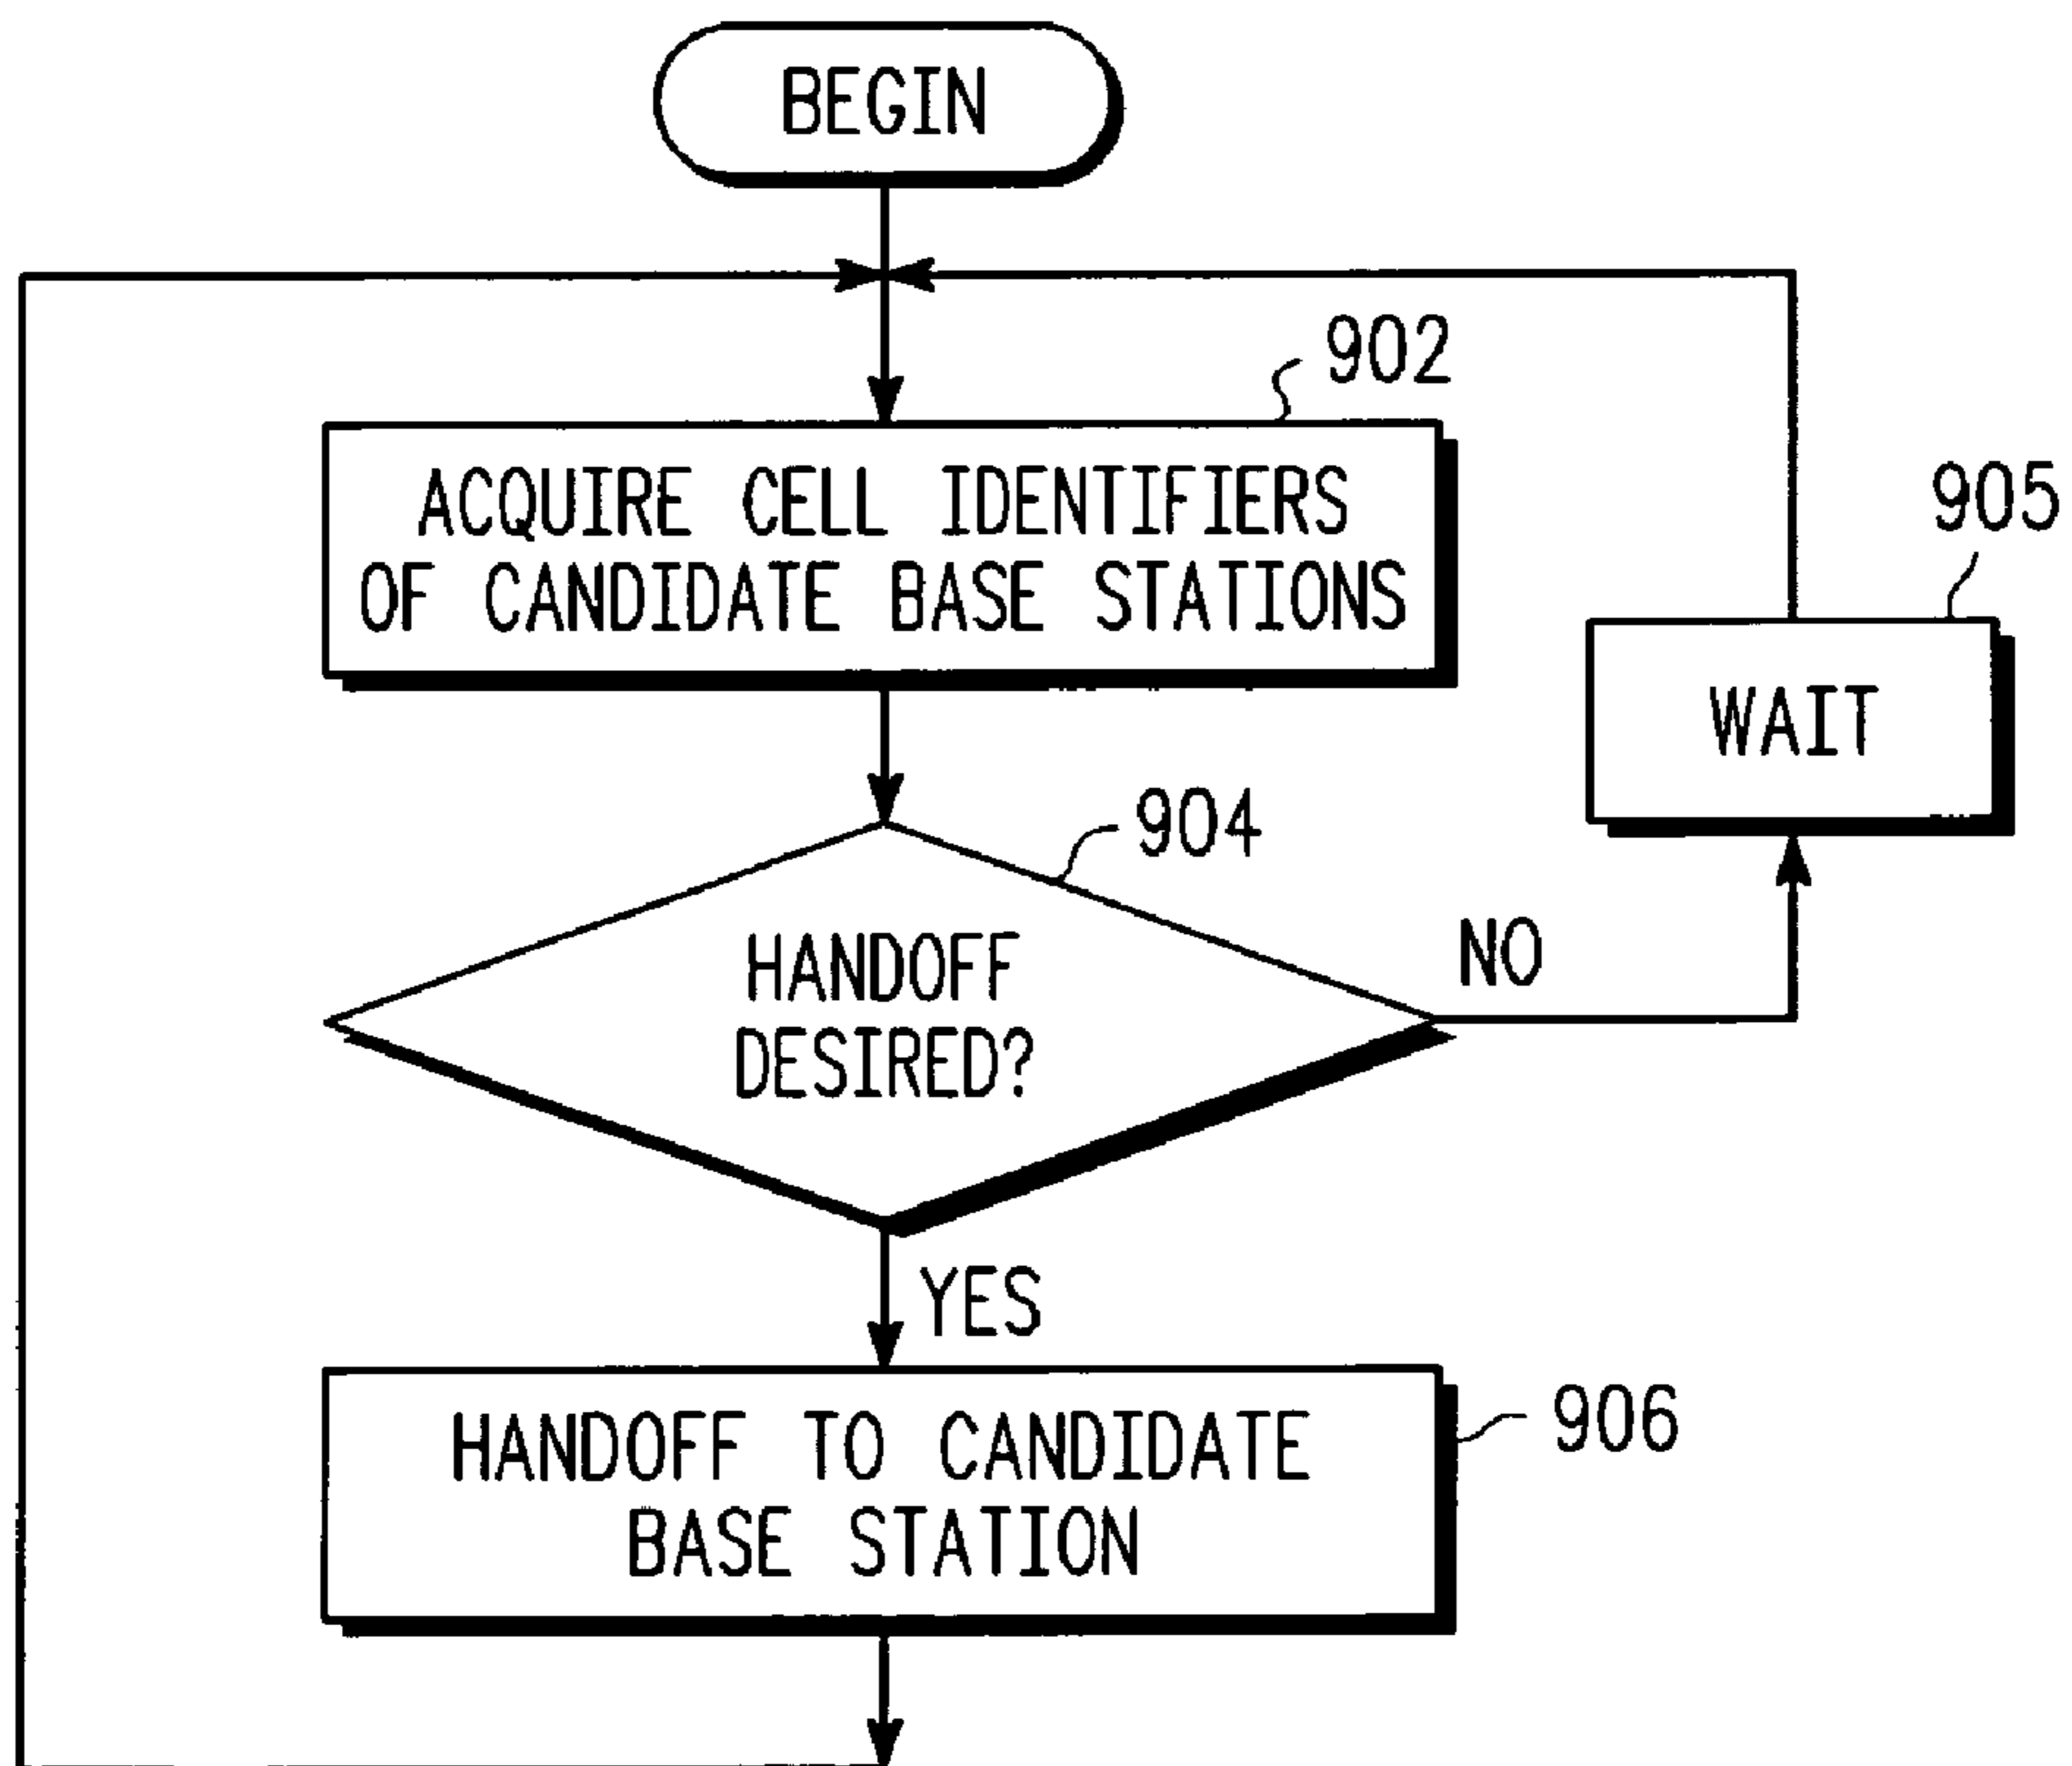 BEGIN
902
ACQUIRE CELL IDENTIFIERS
OF CANDIDATE BASE STATIONS
905
WAIT
904
HANDOFF
DESIRED?
NO
YES
906
HANDOFF TO CANDIDATE
BASE STATION